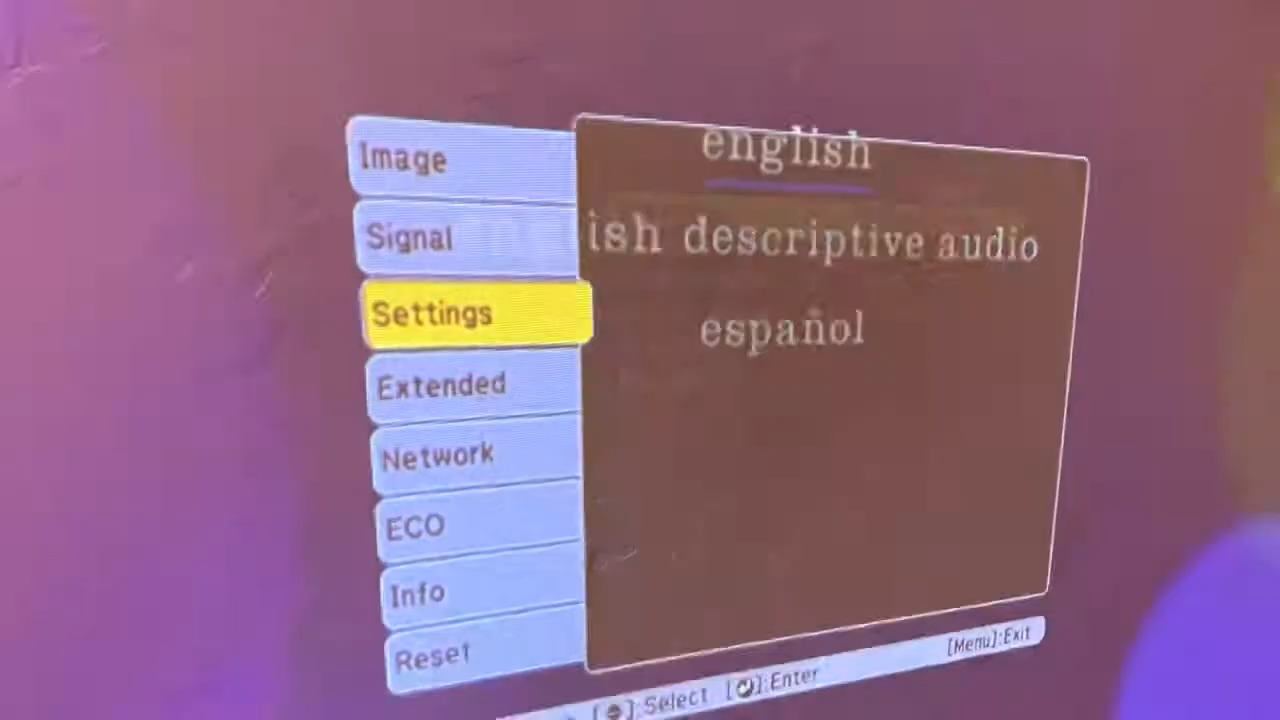 Image
Signal
Settings
Extended
Network
ECO
Info
Reset
english
ish descriptive audio
español
[ ]:Select [ ]:Enter
[Menu]:Exit